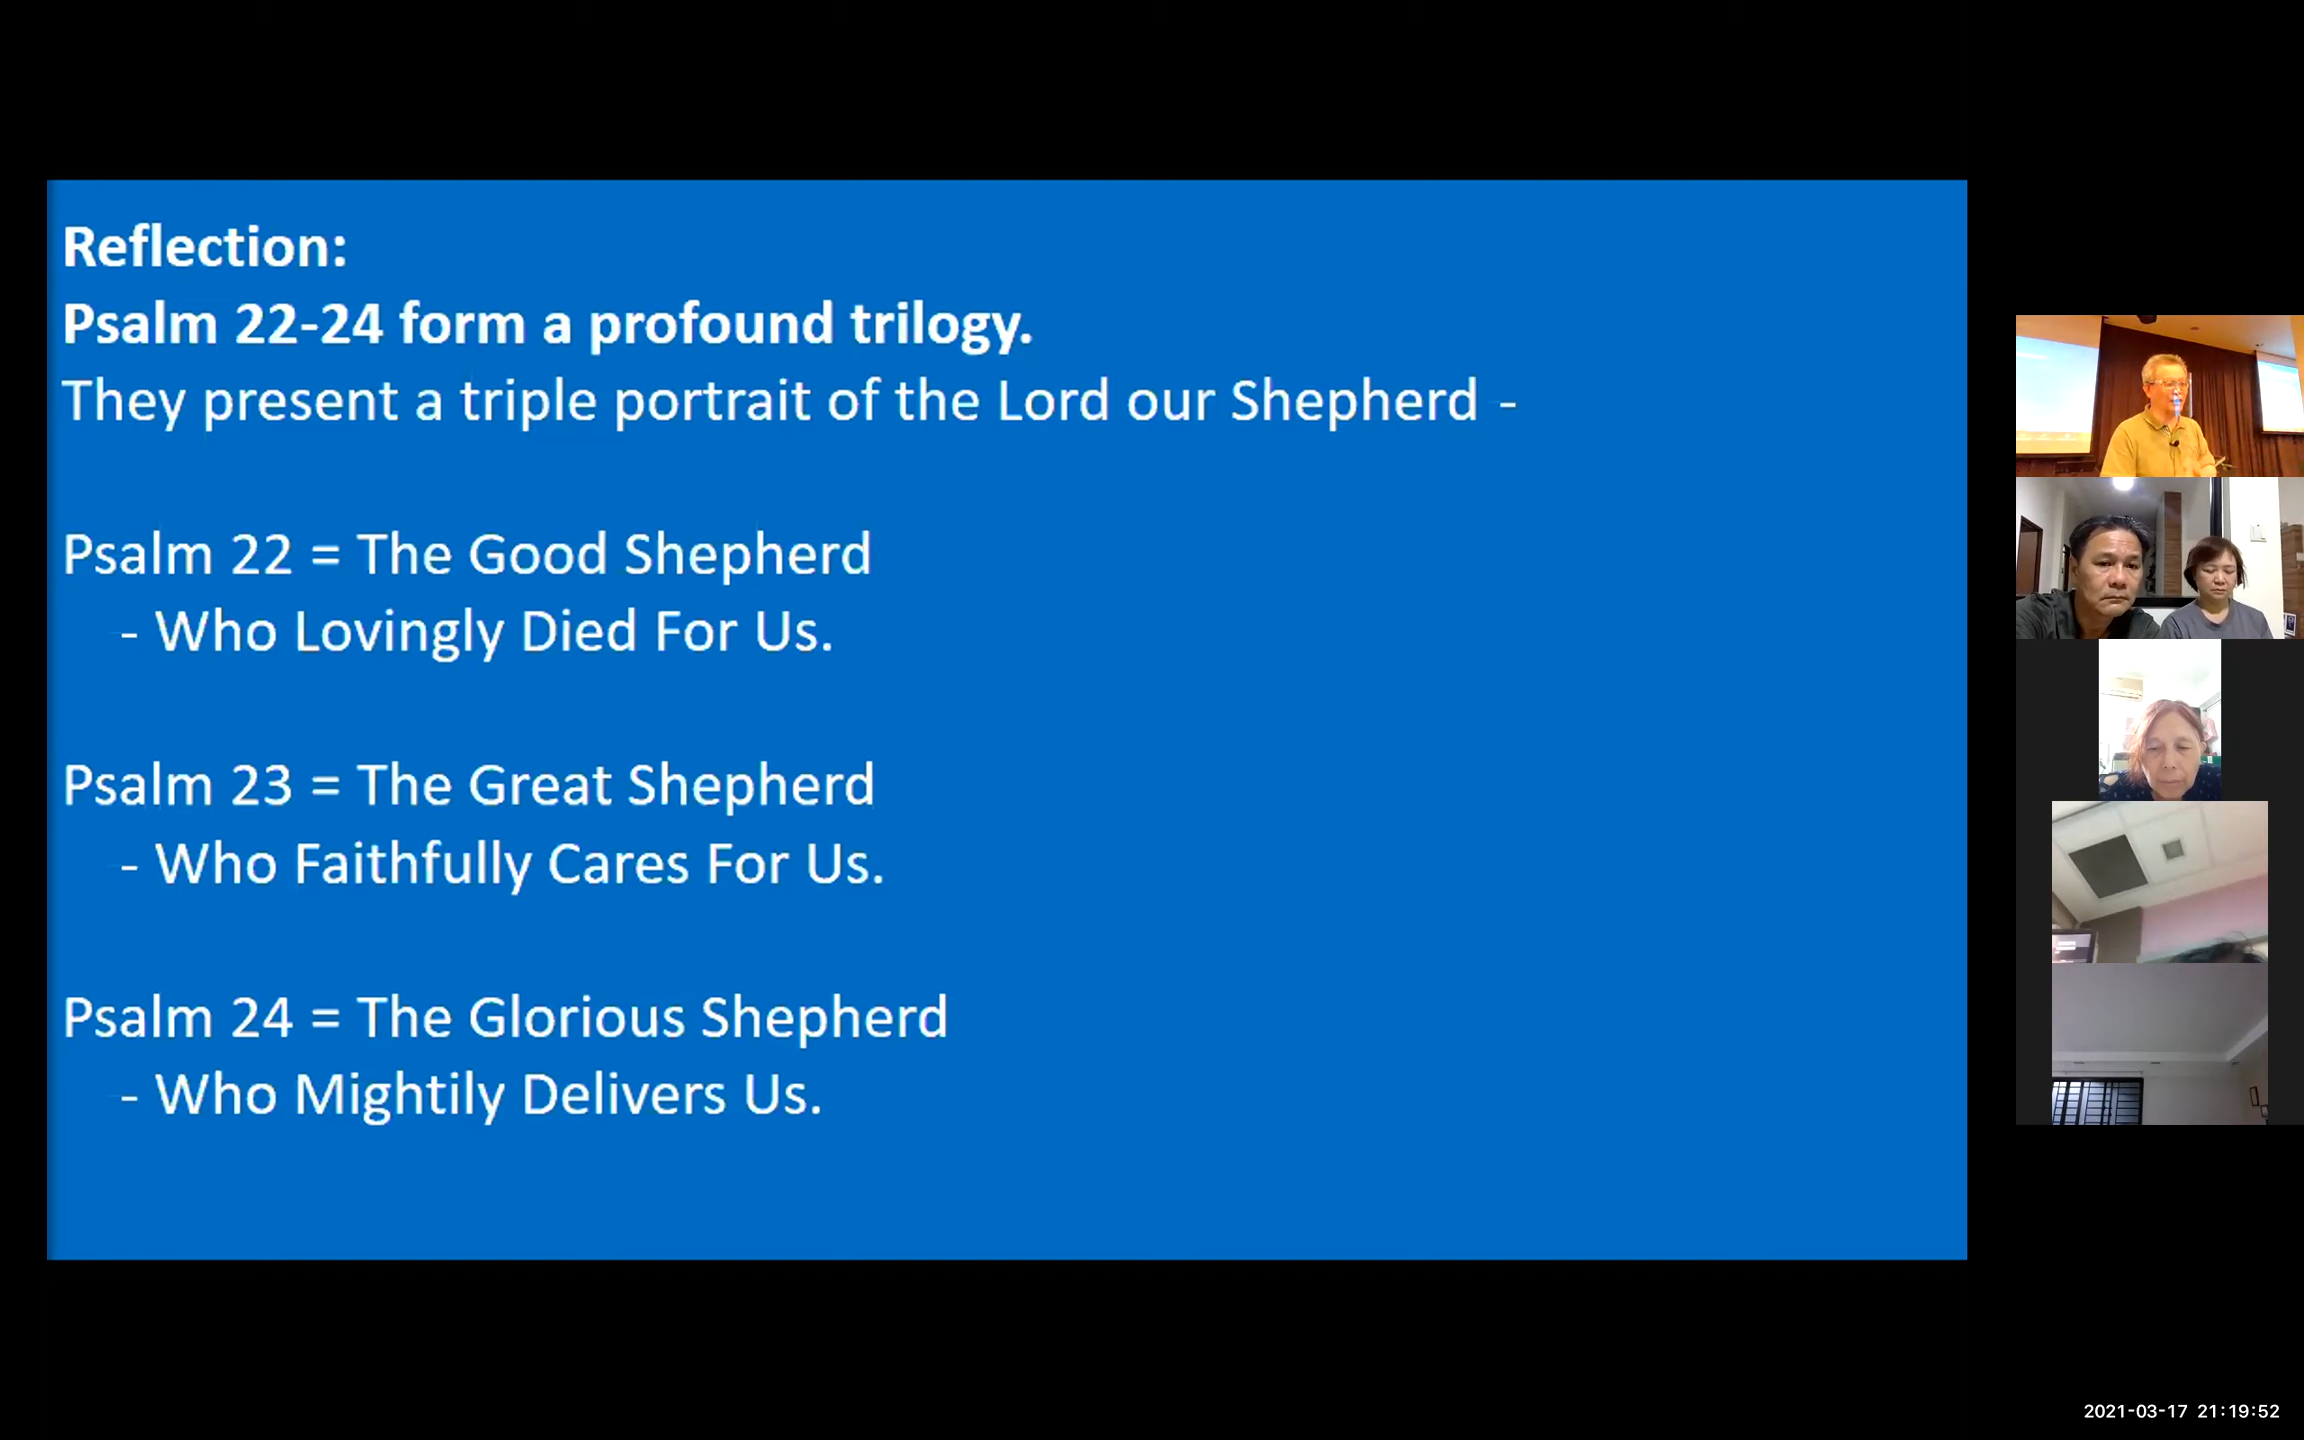 Reflection:
Psalm 22-24 form a profound trilogy.
They present a triple portrait of the Lord our Shepherd -
Psalm 22 = The Good Shepherd
- Who Lovingly Died For Us.
Psalm 23 = The Great Shepherd
- Who Faithfully Cares For Us.
Psalm 24 = The Glorious Shepherd
- Who Mightily Delivers Us.
2021-03-17 21:19:52